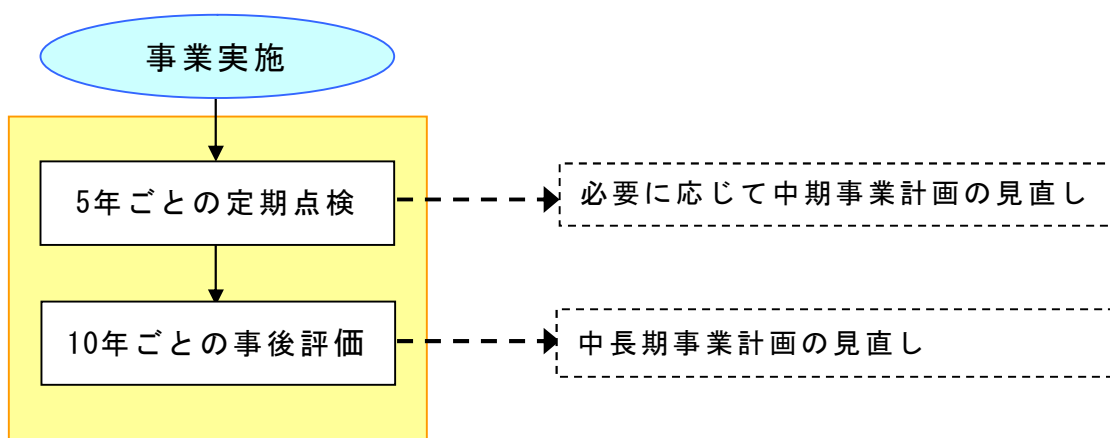 事業実施
5年ごとの定期点検
必要に応じて中期事業計画の見直し
10年ごとの事後評価
中長期事業計画の見直し